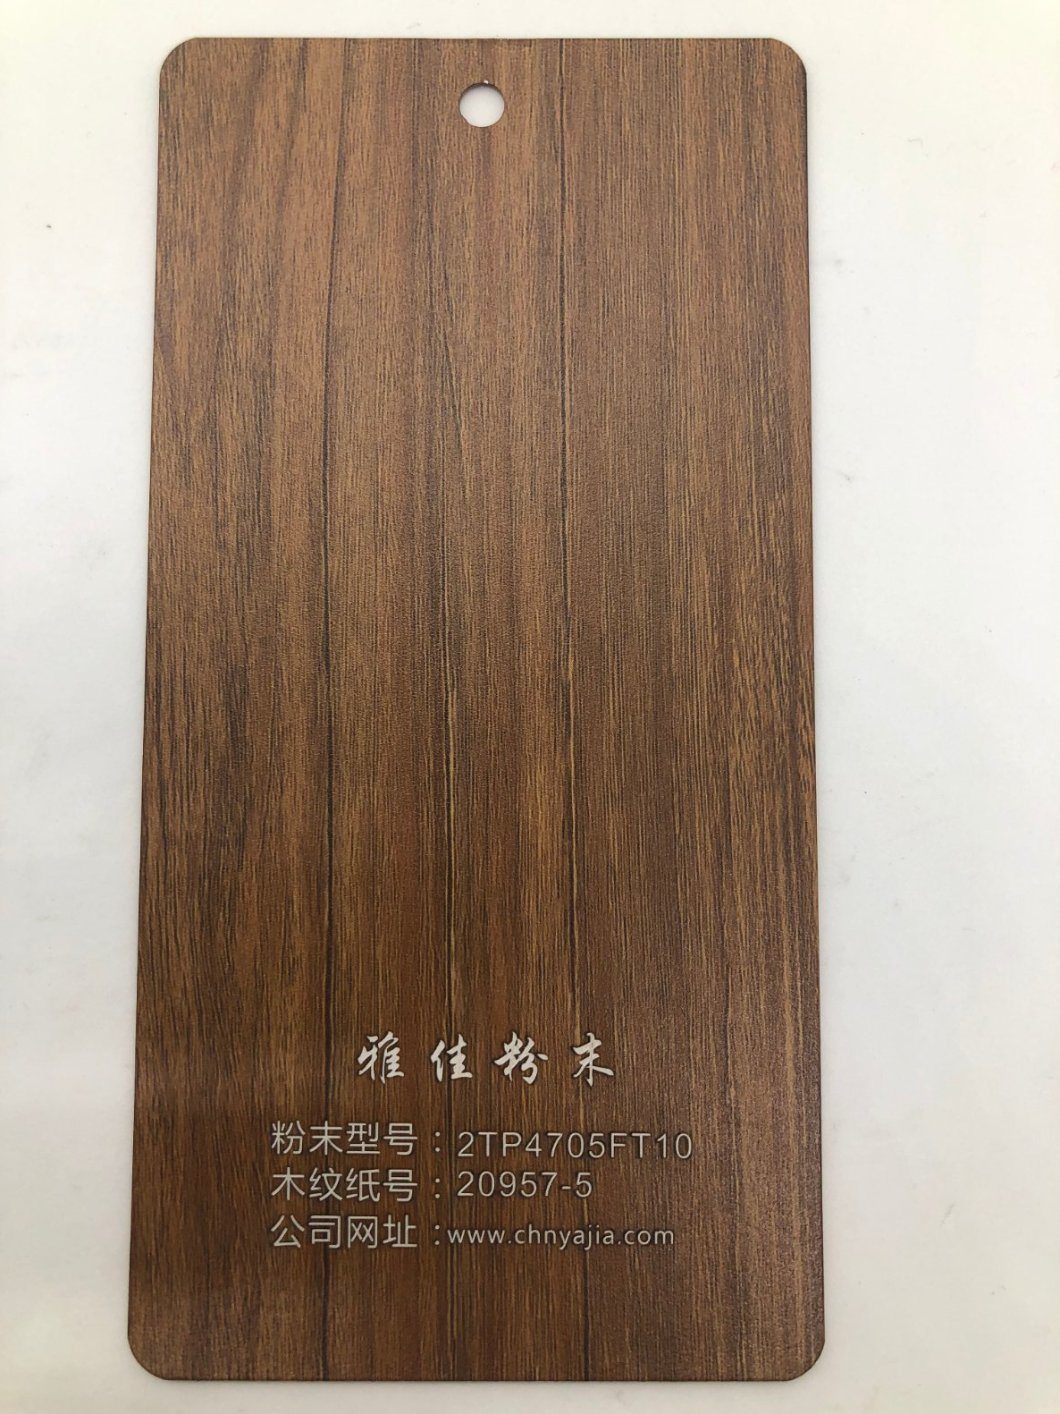 雅佳粉末
粉末型号：2TP4705FT10
木纹纸号：20957-5
公司网址：www.chnyajia.com